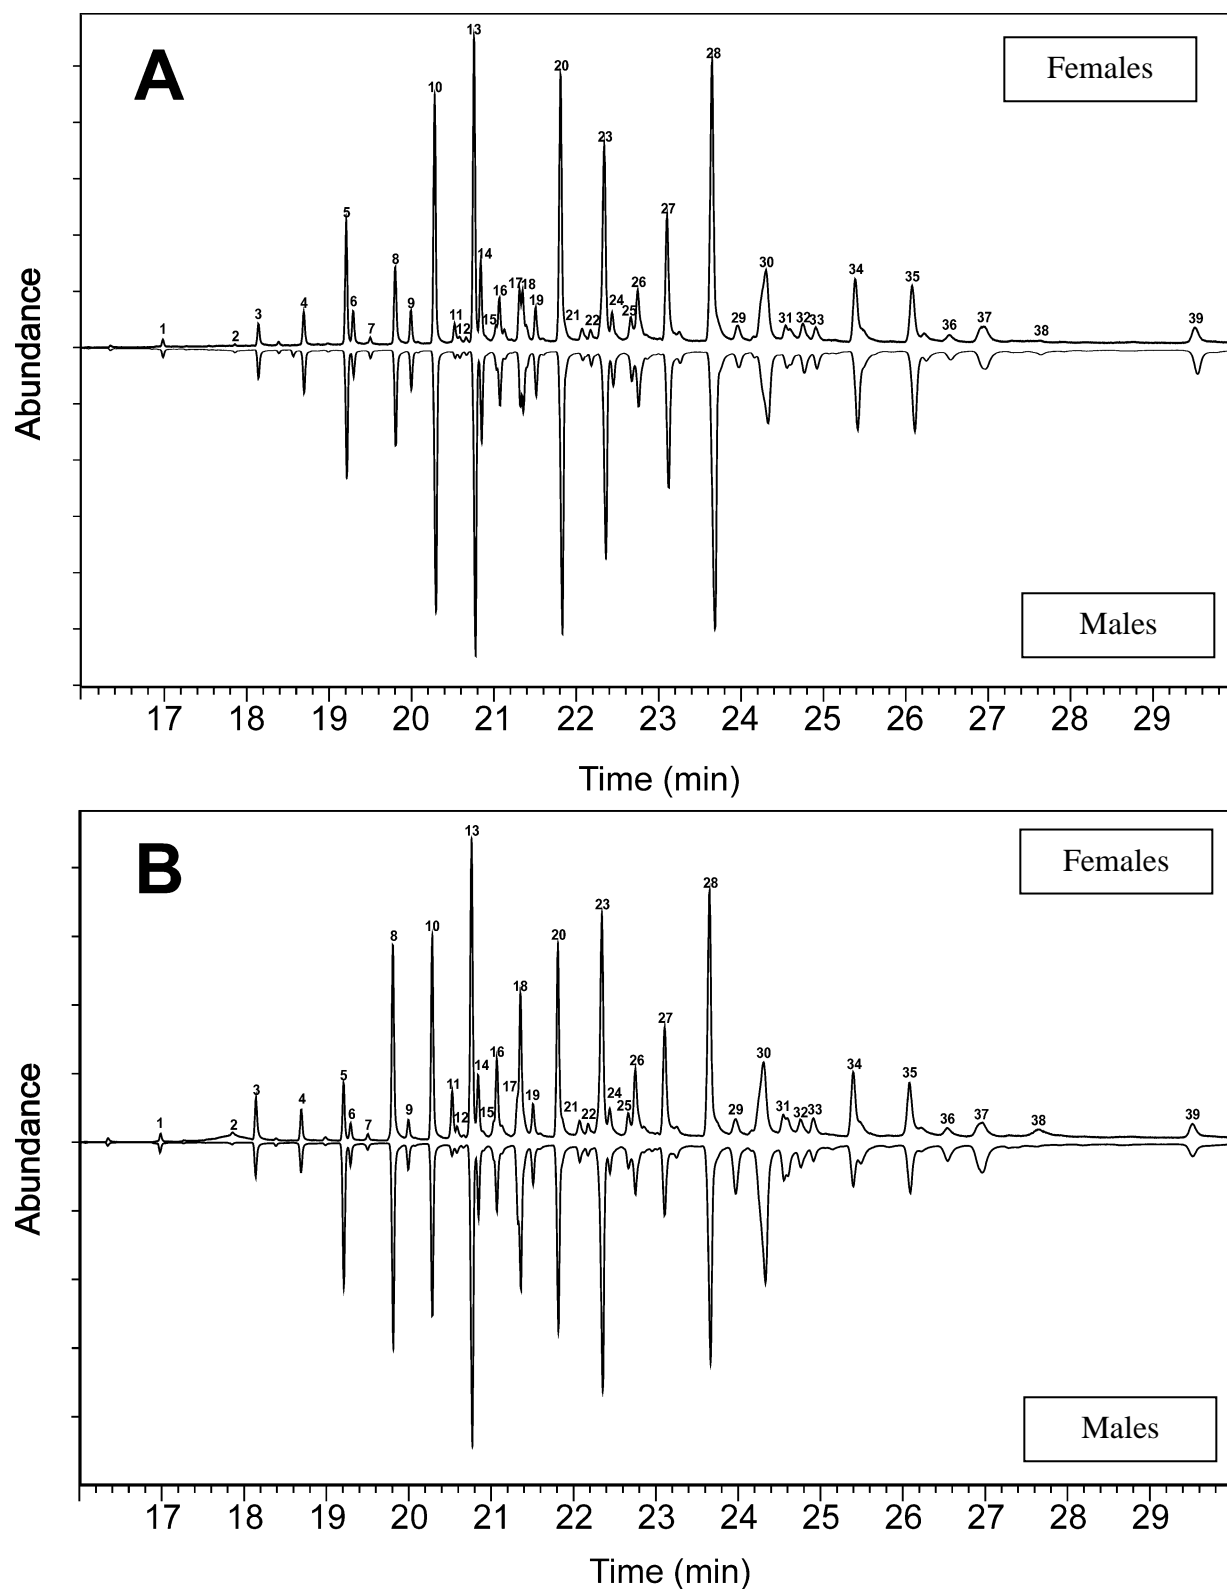 A
Females
Abundance
1 2 3 4 5 6 7 8 9 10 11 12 13 14 15 16 17 18 19 20 21 22 23 24 25 26 27 28 29 30 31 32 33 34 35 36 37 38 39
Males
17 18 19 20 21 22 23 24 25 26 27 28 29
Time (min)
B
Females
Abundance
1 2 3 4 5 6 7 8 9 10 11 12 13 14 15 16 17 18 19 20 21 22 23 24 25 26 27 28 29 30 31 32 33 34 35 36 37 38 39
Males
17 18 19 20 21 22 23 24 25 26 27 28 29
Time (min)